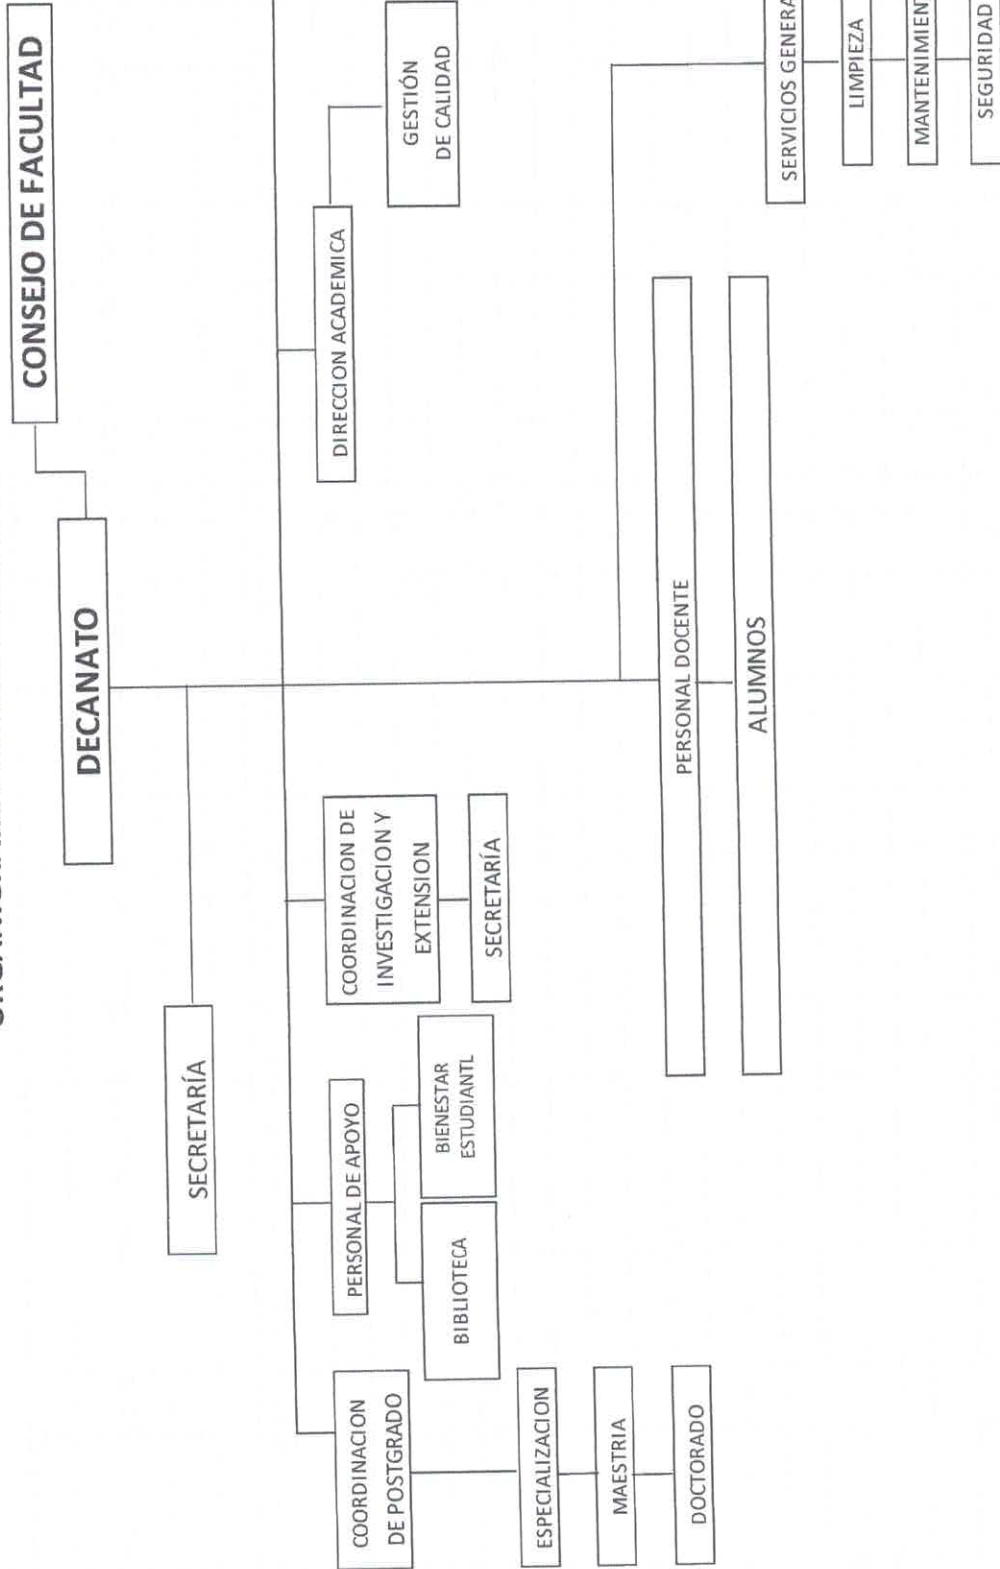 CONSEJO DE FACULTAD
DECANATO
SECRETARÍA
COORDINACION
DE POSTGRADO
ESPECIALIZACION
MAESTRIA
DOCTORADO
PERSONAL DE APOYO
BIBLIOTECA
BIENESTAR
ESTUDIANTL
COORDINACION DE
INVESTIGACION Y
EXTENSION
SECRETARÍA
DIRECCION ACADEMICA
GESTIÓN
DE CALIDAD
PERSONAL DOCENTE
ALUMNOS
SERVICIOS GENERA
LIMPIEZA
MANTENIMIEN
SEGURIDAD